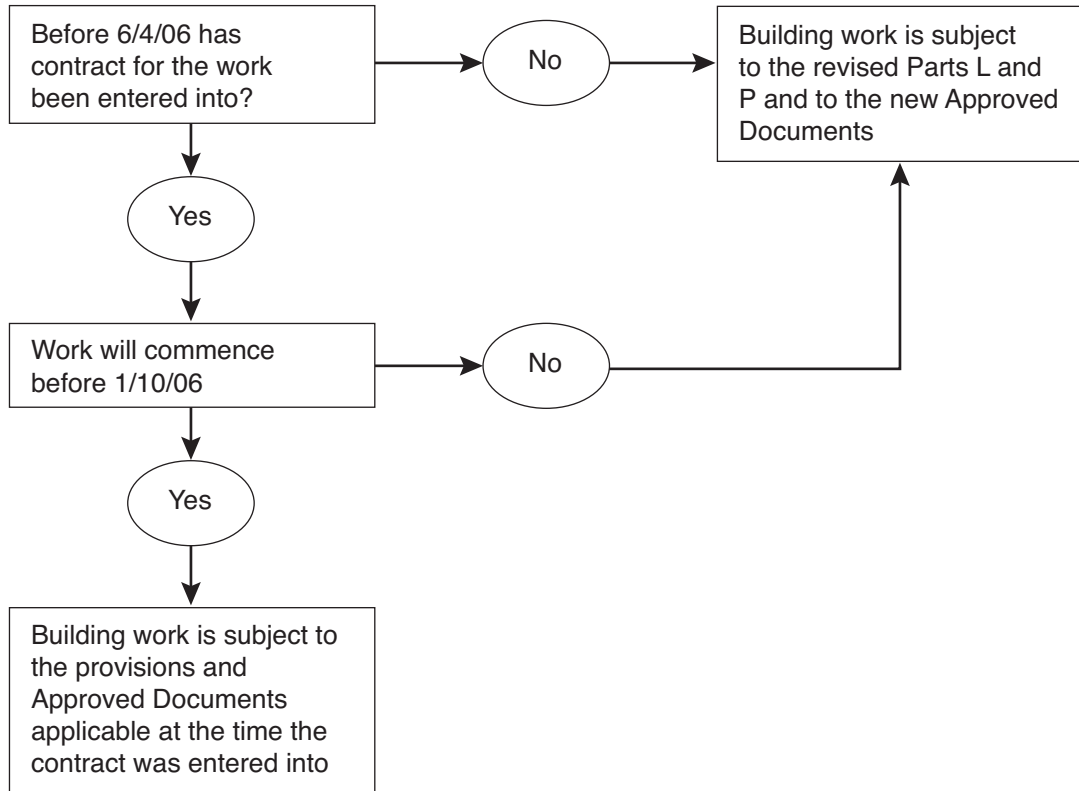 Before 6/4/06 has
contract for the work
been entered into?
No
Building work is subject
to the revised Parts L and
P and to the new Approved
Documents
Yes
Work will commence
before 1/10/06
No
Yes
Building work is subject to
the provisions and
Approved Documents
applicable at the time the
contract was entered into